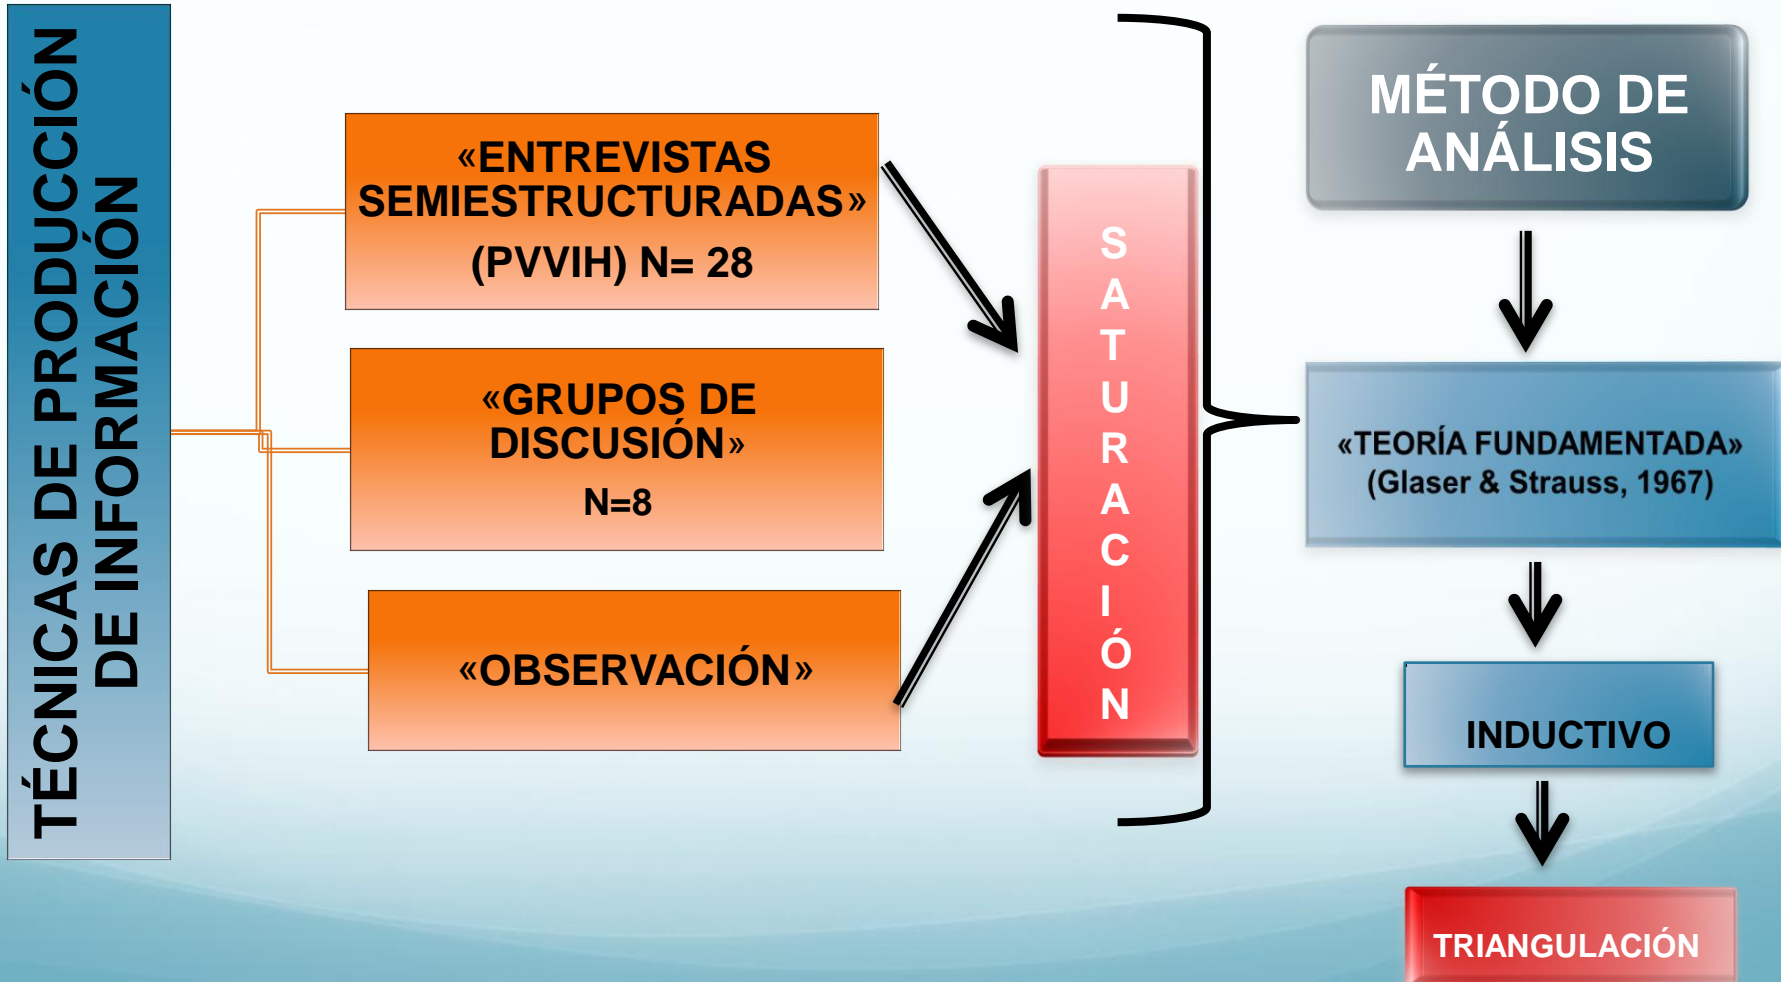 TÉCNICAS DE PRODUCCIÓN
DE INFORMACIÓN
«ENTREVISTAS
SEMIESTRUCTURADAS»
(PVVIH) N= 28
«GRUPOS DE
DISCUSIÓN»
N=8
«OBSERVACIÓN»
S
A
T
U
R
A
C
I
Ó
N
MÉTODO DE
ANÁLISIS
«TEORÍA FUNDAMENTADA»
(Glaser & Strauss, 1967)
INDUCTIVO
TRIANGULACIÓN